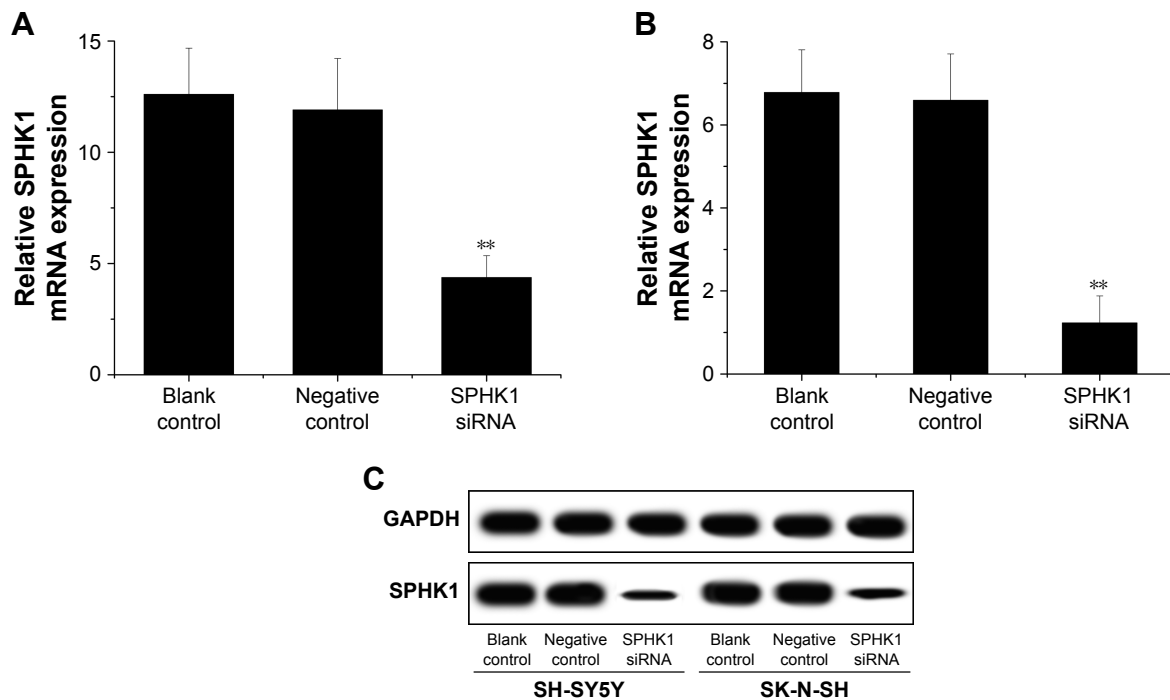 A
Relative SPHK1
mRNA expression
15
10
5
0
**
Blank
control
Negative
control
SPHK1
siRNA
B
Relative SPHK1
mRNA expression
8
6
4
2
0
**
Blank
control
Negative
control
SPHK1
siRNA
C
GAPDH
SPHK1
Blank
control
Negative
control
SPHK1
siRNA
Blank
control
Negative
control
SPHK1
siRNA
SH-SY5Y
SK-N-SH